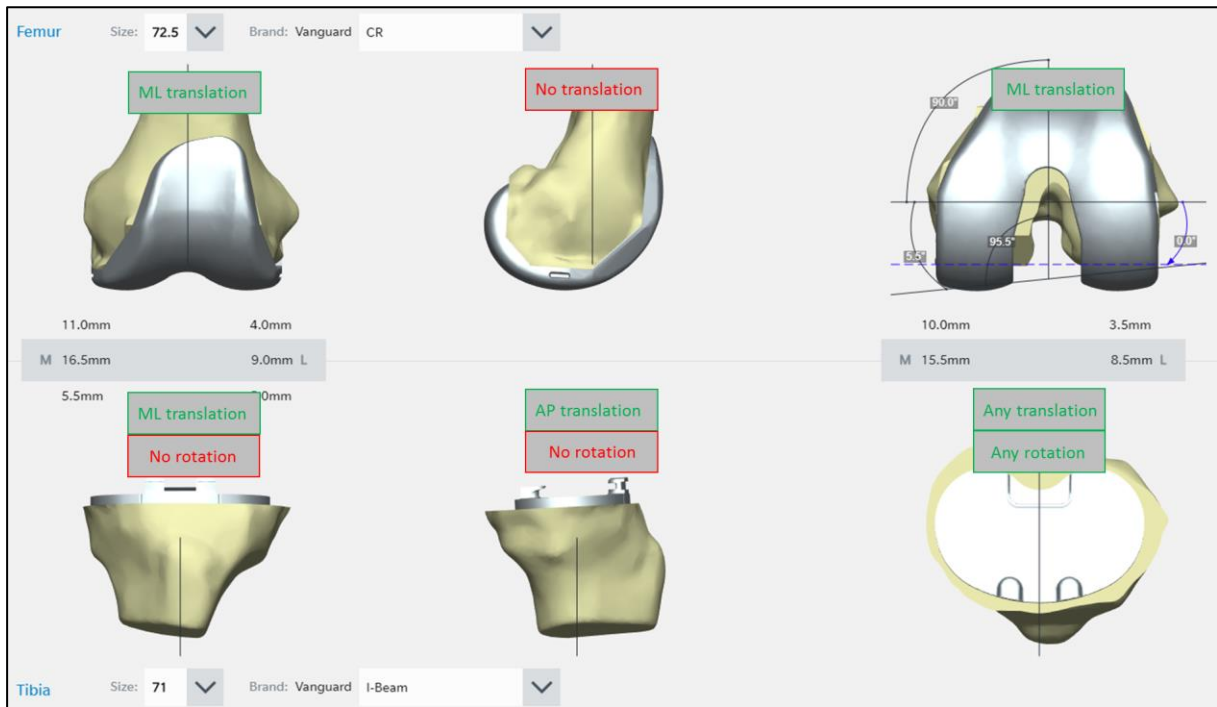 Femur Size: 72.5 Brand: Vanguard CR
ML translation No translation ML translation
90.0°
95.5° 0.0°
5.5°
11.0mm 4.0mm 10.0mm 3.5mm
M 16.5mm 9.0mm L M 15.5mm 8.5mm L
5.5mm .0mm
ML translation AP translation Any translation
No rotation No rotation Any rotation
Tibia Size: 71 Brand: Vanguard I-Beam